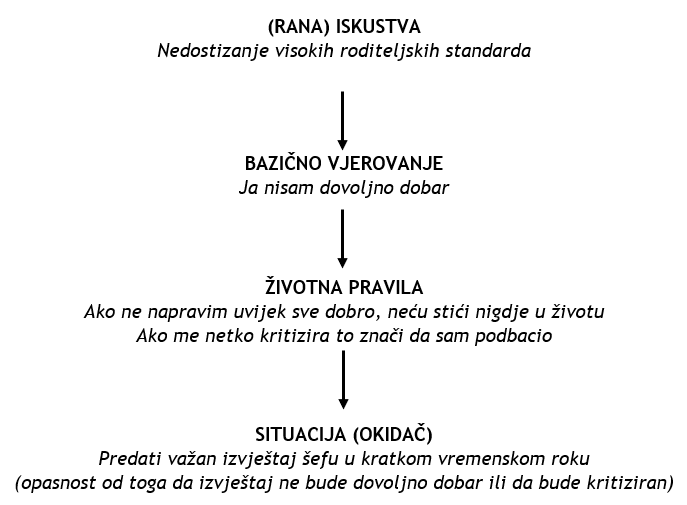 (RANA) ISKUSTVA
Nedostizanje visokih roditeljskih standarda
BAZIČNO VJEROVANJE
Ja nisam dovoljno dobar
ŽIVOTNA PRAVILA
Ako ne napravim uvijek sve dobro, neću stići nigdje u životu
Ako me netko kritizira to znači da sam podbacio
SITUACIJA (OKIDAČ)
Predati važan izvještaj šefu u kratkom vremenskom roku
(opasnost od toga da izvještaj ne bude dovoljno dobar ili da bude kritiziran)